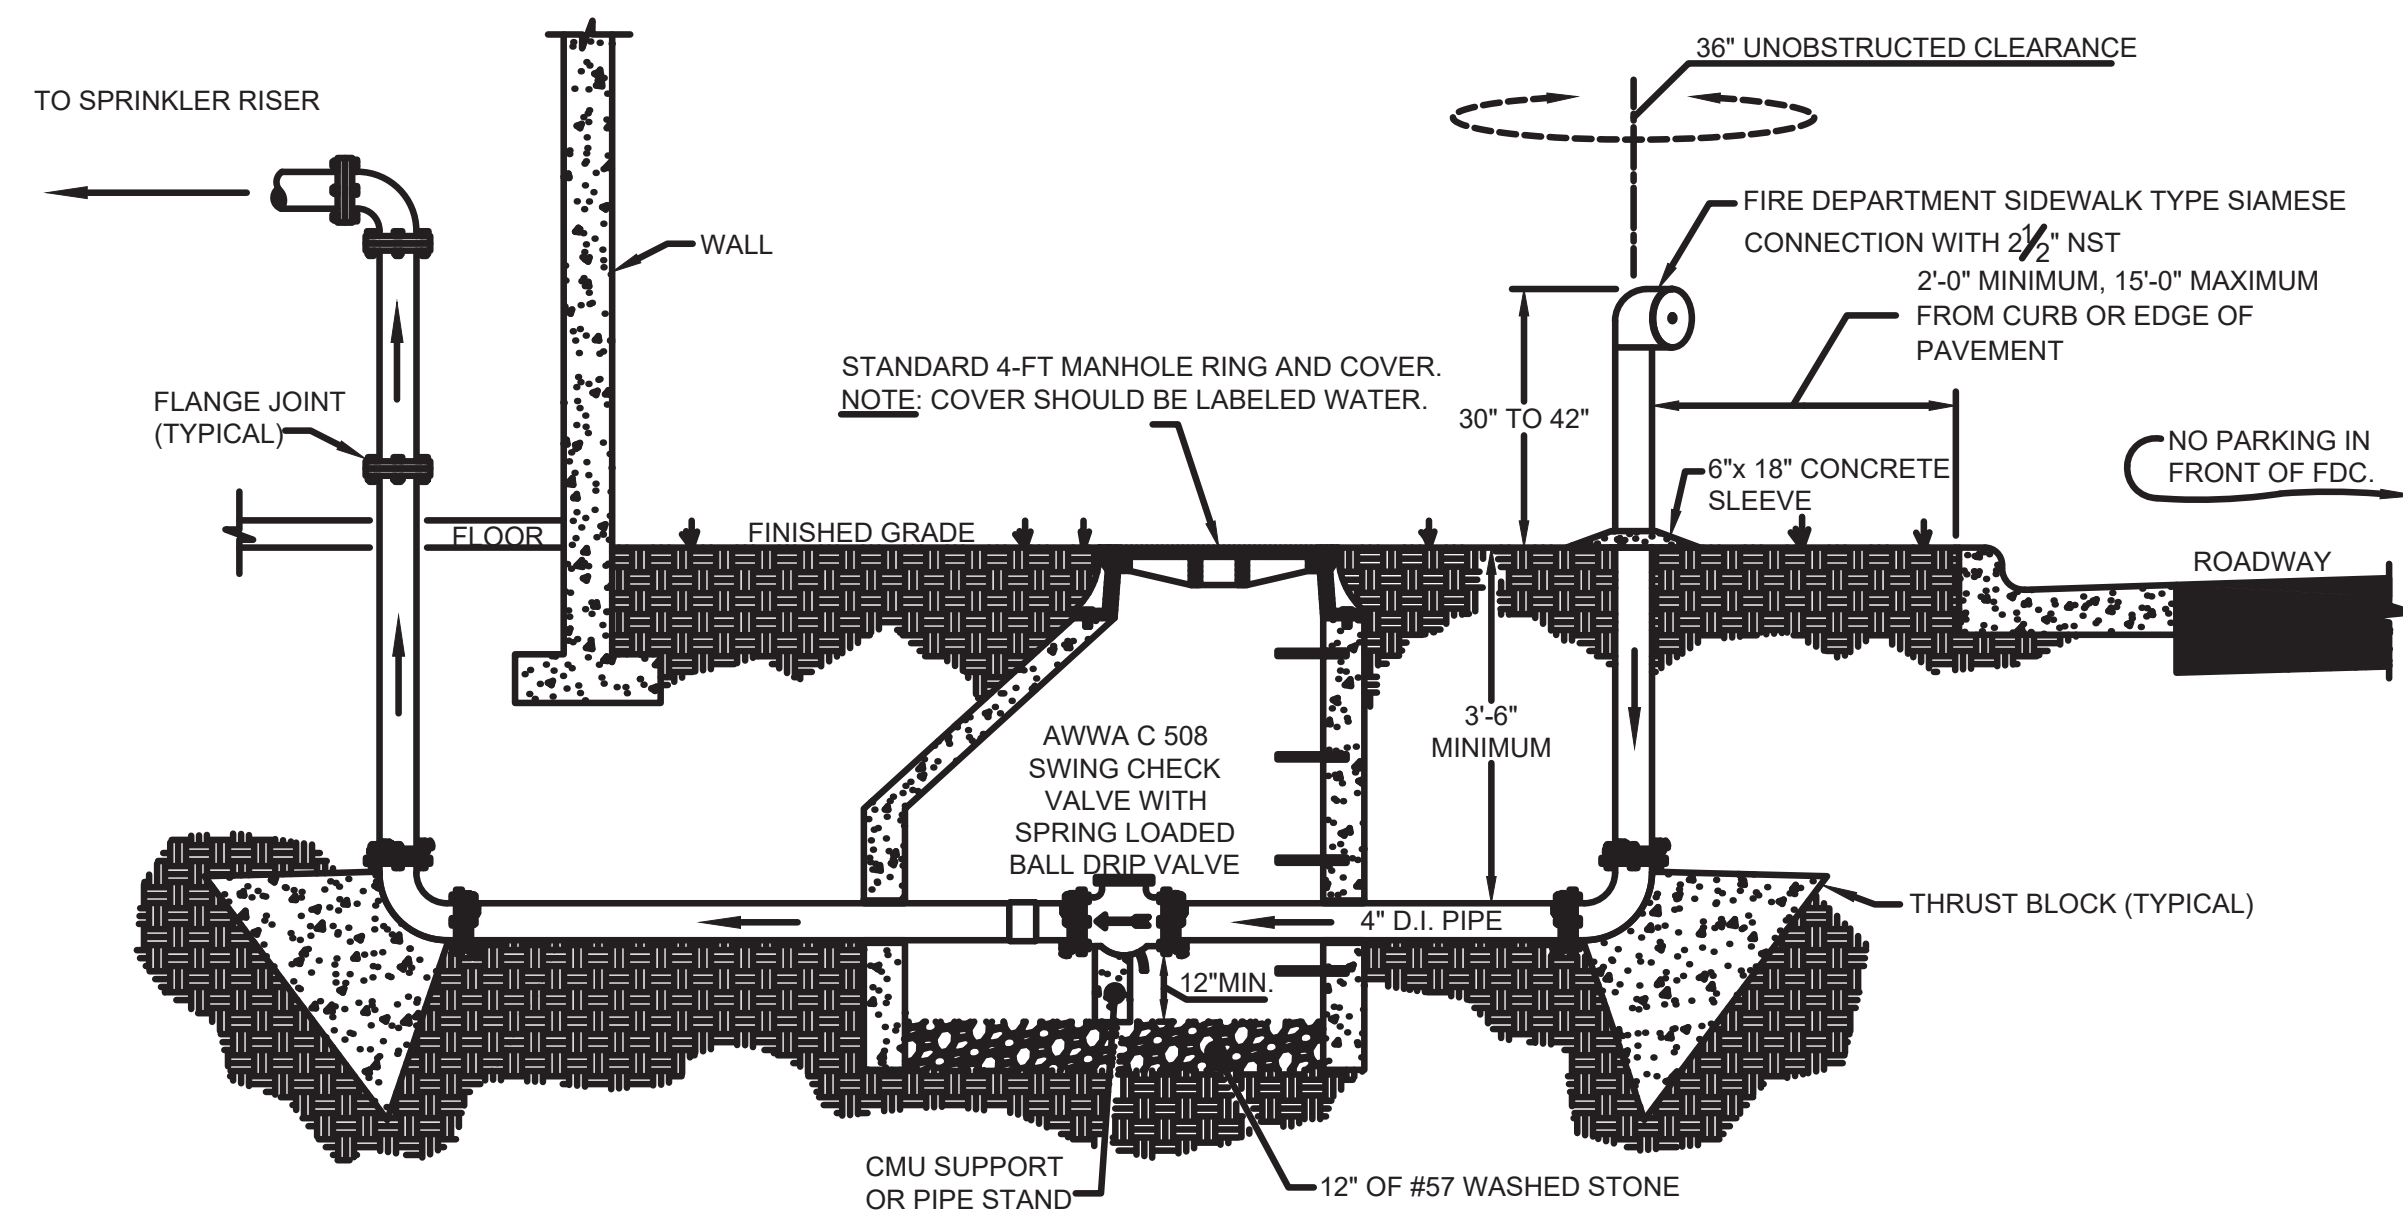 36" UNOBSTRUCTED CLEARANCE
TO SPRINKLER RISER
FIRE DEPARTMENT SIDEWALK TYPE SIAMESE
CONNECTION WITH 2 1/2" NST
WALL
2'-0" MINIMUM, 15'-0" MAXIMUM
FROM CURB OR EDGE OF
PAVEMENT
STANDARD 4-FT MANHOLE RING AND COVER.
NOTE: COVER SHOULD BE LABELED WATER.
FLANGE JOINT
(TYPICAL)
30" TO 42"
NO PARKING IN
FRONT OF FDC.
6"x 18" CONCRETE
SLEEVE
FLOOR
FINISHED GRADE
ROADWAY
3'-6"
MINIMUM
AWWA C 508
SWING CHECK
VALVE WITH
SPRING LOADED
BALL DRIP VALVE
THRUST BLOCK (TYPICAL)
4" D.I. PIPE
12"MIN.
CMU SUPPORT
OR PIPE STAND
12" OF #57 WASHED STONE